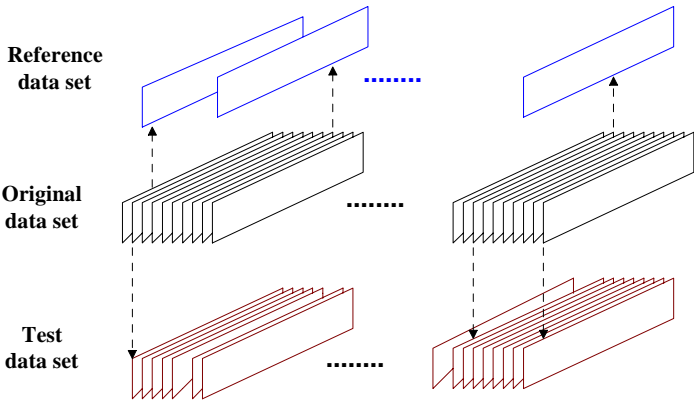 Reference
data set
Original
data set
Test
data set